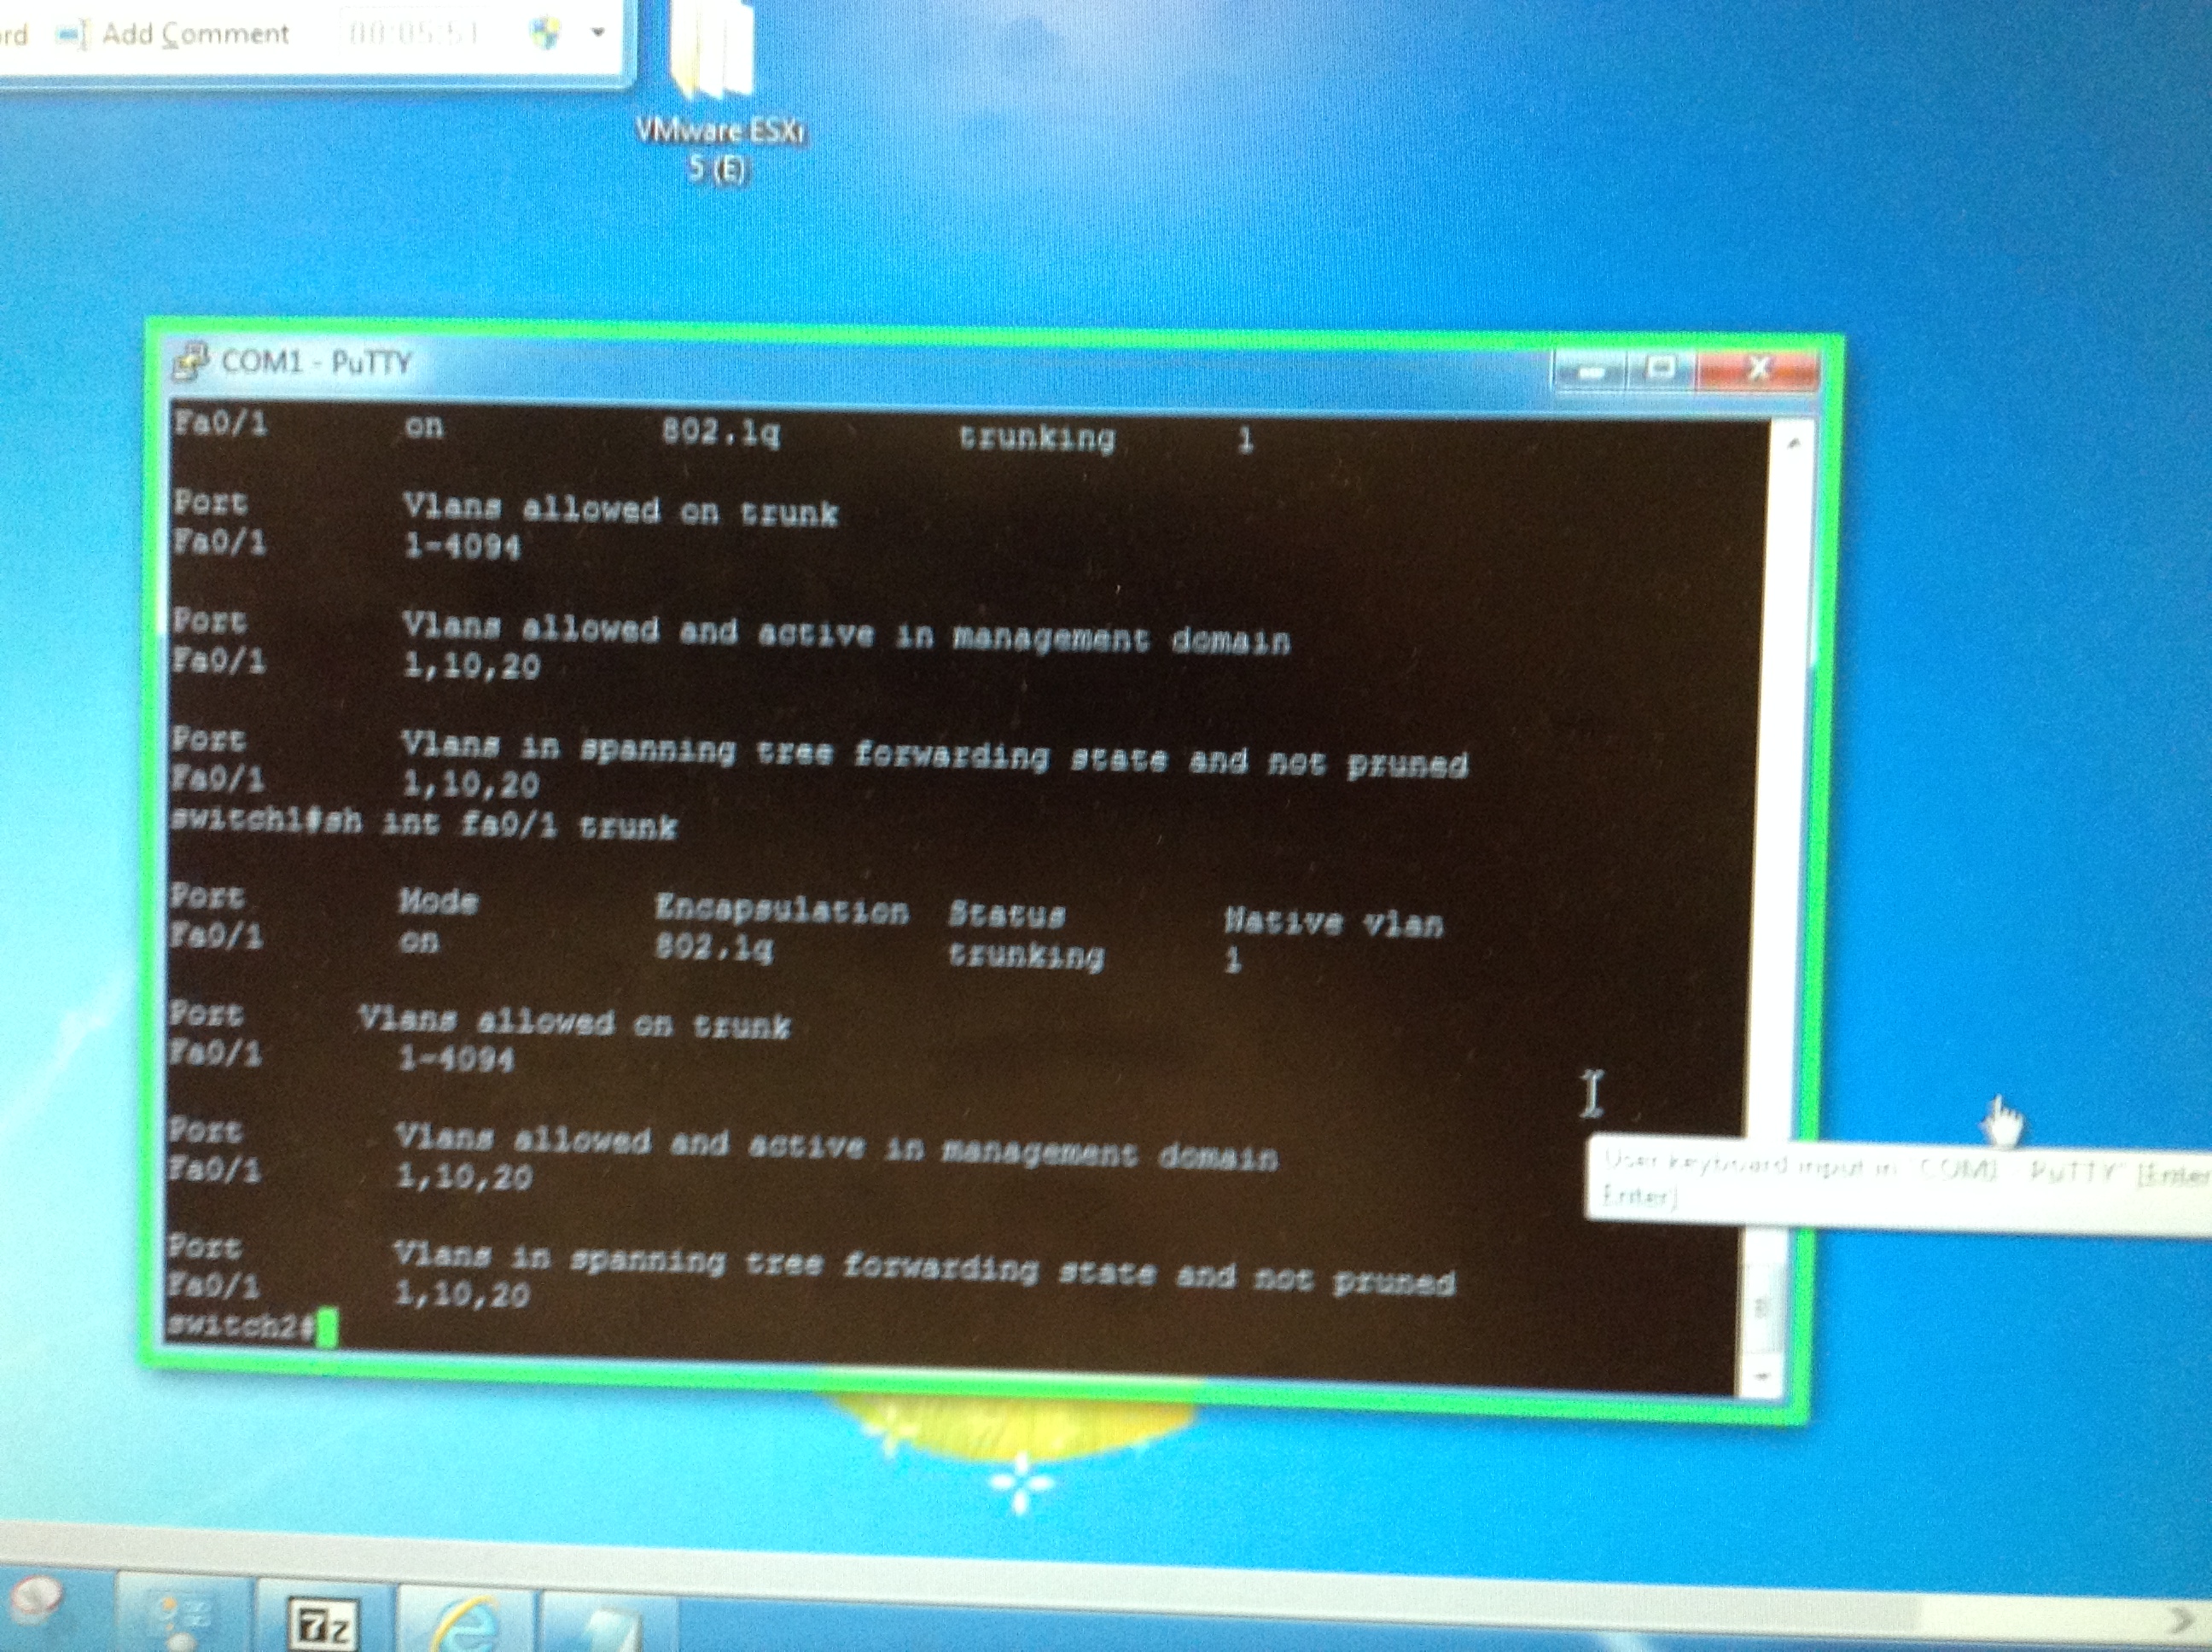 rd Add Comment 00:05:51
VMware ESXi
5 (E)
COM1 - PuTTY
Fa0/1 on 802.1q trunking 1
Port Vlans allowed on trunk
Fa0/1 1-4094
Port Vlans allowed and active in management domain
Fa0/1 1,10,20
Port Vlans in spanning tree forwarding state and not pruned
Fa0/1 1,10,20
switch1#sh int fa0/1 trunk
Port Mode Encapsulation Status Native vlan
Fa0/1 on 802.1q trunking 1
Port Vlans allowed on trunk
Fa0/1 1-4094
Port Vlans allowed and active in management domain
Fa0/1 1,10,20
Port Vlans in spanning tree forwarding state and not pruned
Fa0/1 1,10,20
switch2#
User keyboard input in "COM1 - PuTTY" [Enter
Enter]
7z